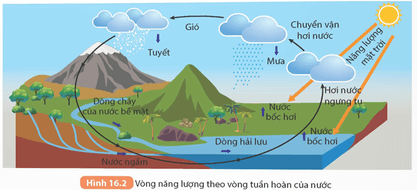 Gió
Chuyển vận
hơi nước
Năng lượng
mặt trời
Tuyết
Mưa
Hơi nước
ngưng tụ
Dòng chảy
của nước bề mặt
Nước
bốc hơi
Nước
bốc hơi
Dòng hải lưu
Nước ngầm
Hình 16.2 Vòng năng lượng theo vòng tuần hoàn của nước